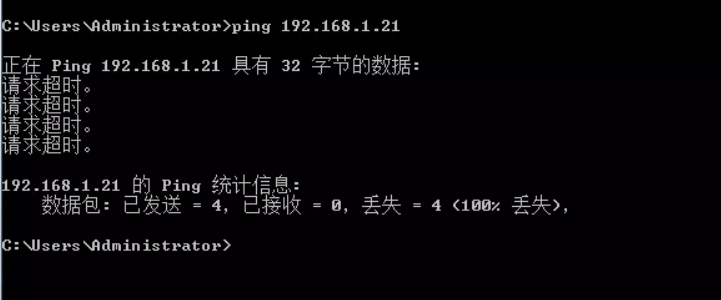 C:\Users\Administrator>ping 192.168.1.21
正在 Ping 192.168.1.21 具有 32 字节的数据:
请求超时。
请求超时。
请求超时。
请求超时。
192.168.1.21 的 Ping 统计信息:
数据包: 已发送 = 4，已接收 = 0，丢失 = 4 (100% 丢失)，
C:\Users\Administrator>